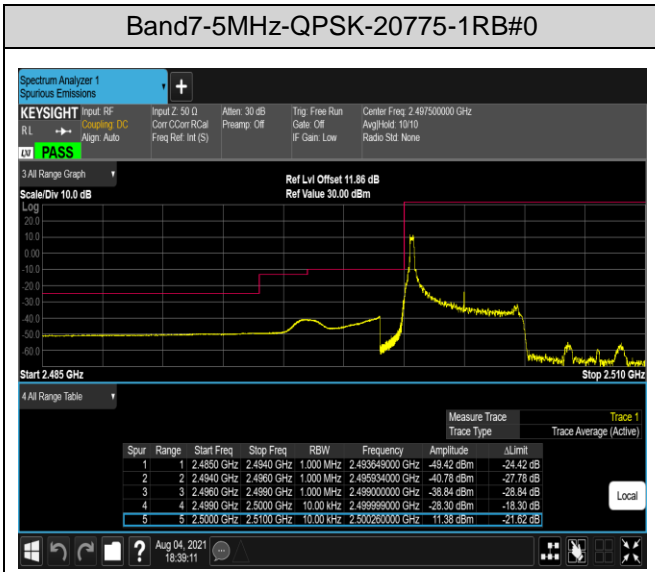 Band7-5MHz-QPSK-20775-1RB#0
Spectrum Analyzer 1
Spurious Emissions
+
KEYSIGHT Input: RF Input Z: 50 Ω Atten: 30 dB Trig: Free Run Center Freq: 2.497500000 GHz
R L Coupling: DC Corr CCorr RCal Preamp: Off Gate: Off Avg|Hold: 10/10
Align: Auto Freq Ref: Int (S) IF Gain: Low Radio Std: None
LXI PASS
3 All Range Graph Ref Lvl Offset 11.86 dB
Scale/Div 10.0 dB Ref Value 30.00 dBm
Log
20.0
10.0
0.00
-10.0
-20.0
-30.0
-40.0
-50.0
-60.0
Start 2.485 GHz Stop 2.510 GHz
4 All Range Table
Measure Trace Trace 1
Trace Type Trace Average (Active)
Spur Range Start Freq Stop Freq RBW Frequency Amplitude ΔLimit
1 1 2.4850 GHz 2.4940 GHz 1.000 MHz 2.493649000 GHz -49.42 dBm -24.42 dB
2 2 2.4940 GHz 2.4960 GHz 1.000 MHz 2.495934000 GHz -40.78 dBm -27.78 dB
3 3 2.4960 GHz 2.4990 GHz 1.000 MHz 2.499000000 GHz -38.84 dBm -28.84 dB
4 4 2.4990 GHz 2.5000 GHz 10.00 kHz 2.499999000 GHz -28.30 dBm -18.30 dB
5 5 2.5000 GHz 2.5100 GHz 10.00 kHz 2.500260000 GHz 11.38 dBm -21.62 dB
Local
? Aug 04, 2021
18:39:11